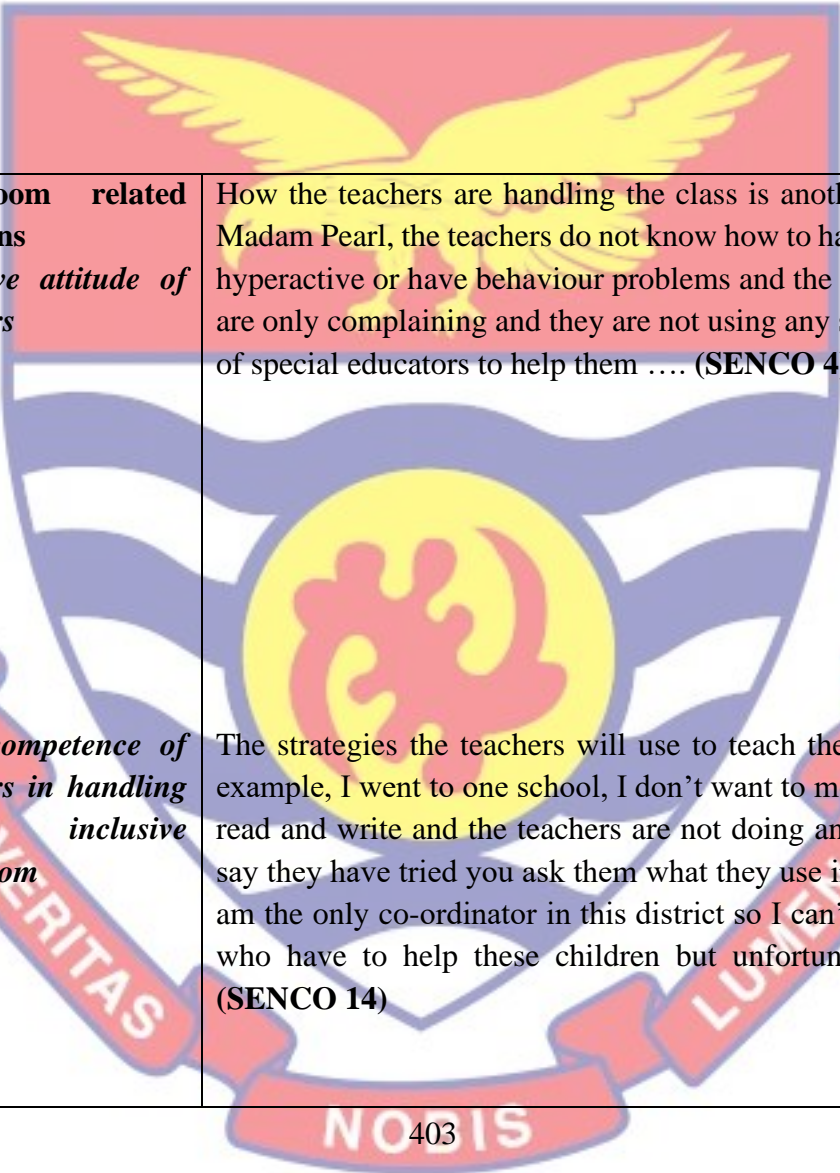 oom related
ns
ve attitude of
rs
How the teachers are handling the class is anoth
Madam Pearl, the teachers do not know how to ha
hyperactive or have behaviour problems and the
are only complaining and they are not using any s
of special educators to help them …. (SENCO 4
competence of
rs in handling
inclusive
om
The strategies the teachers will use to teach the
example, I went to one school, I don’t want to m
read and write and the teachers are not doing an
say they have tried you ask them what they use i
am the only co-ordinator in this district so I can’
who have to help these children but unfortun
(SENCO 14)
VERITAS
NOBIS
LUMEN
403